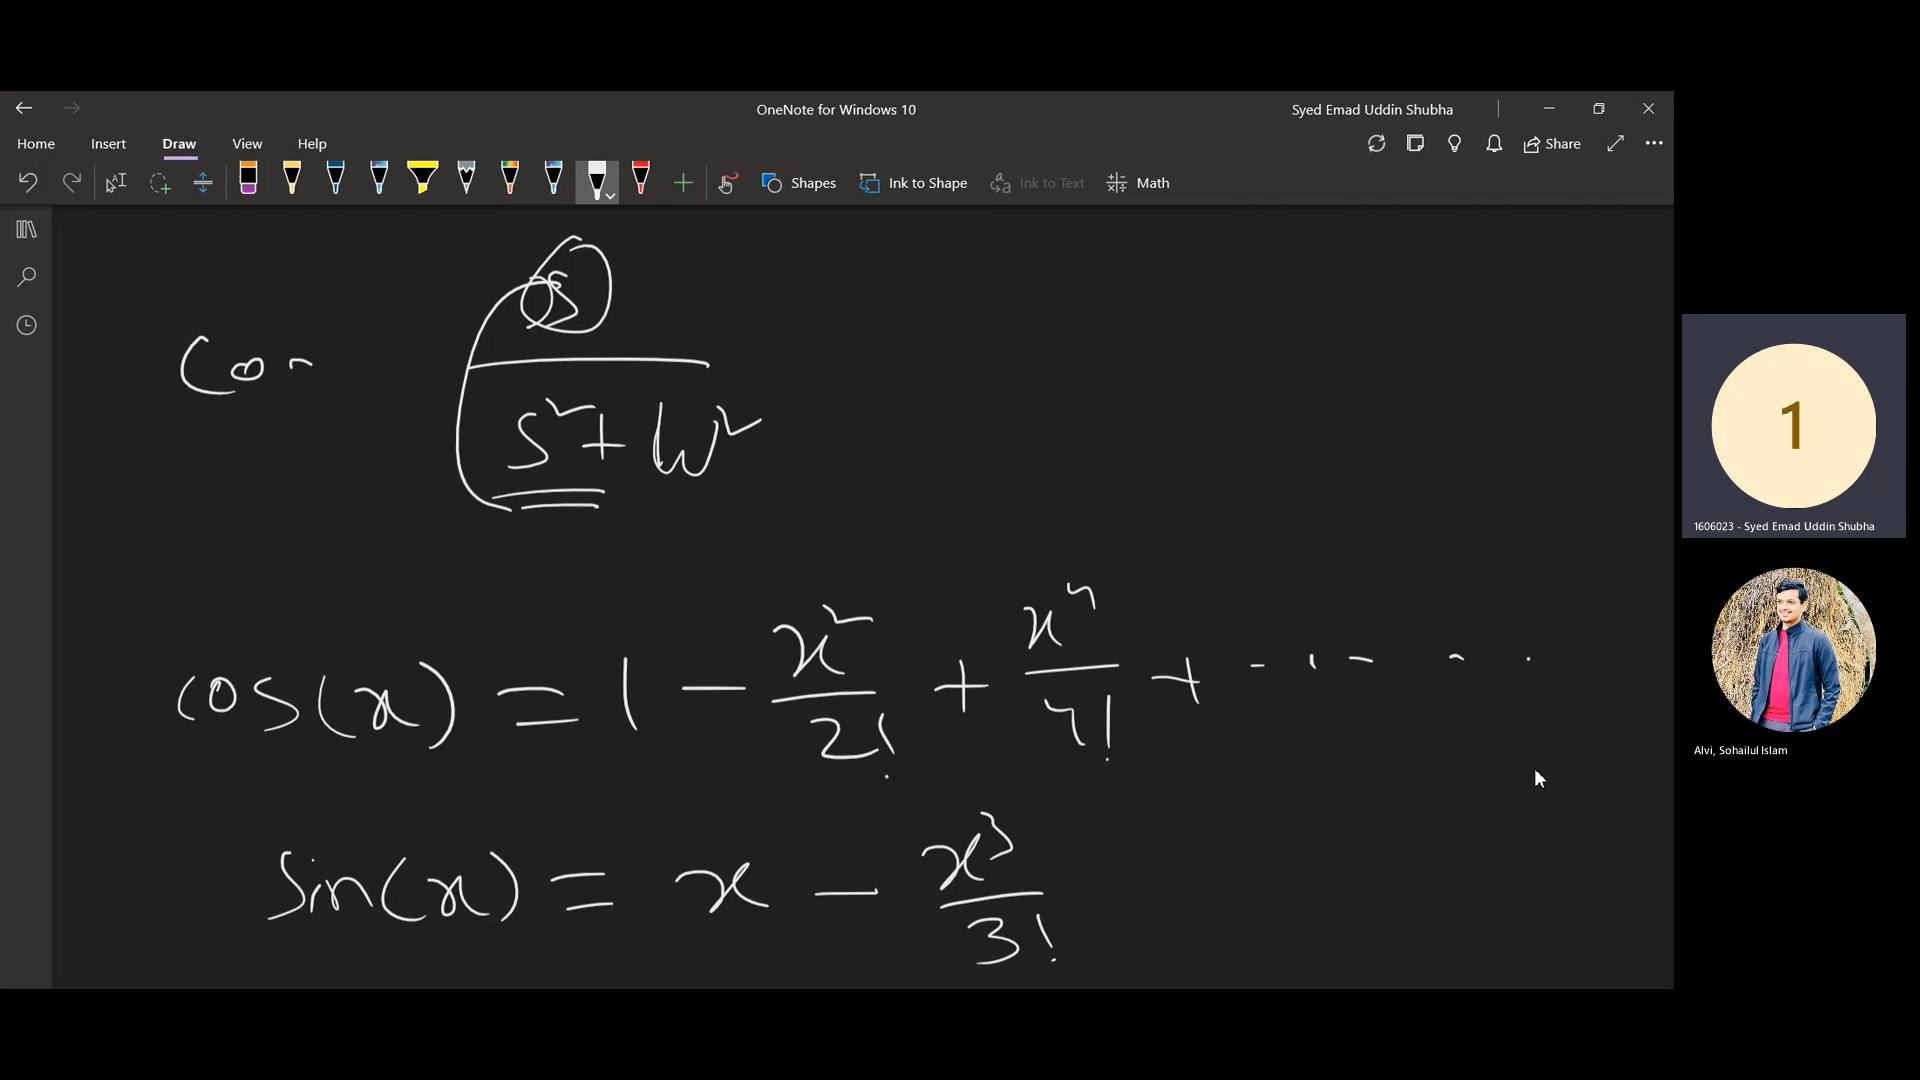 OneNote for Windows 10
Syed Emad Uddin Shubha
Home Insert Draw View Help
Share
Shapes Ink to Shape Ink to Text Math
s
Co
s² + w²
cos(x) = 1 - x²/2! + x⁴/4! + - - - - -
sin(x) = x - x³/3!
1
1606023 - Syed Emad Uddin Shubha
Alvi, Sohailul Islam